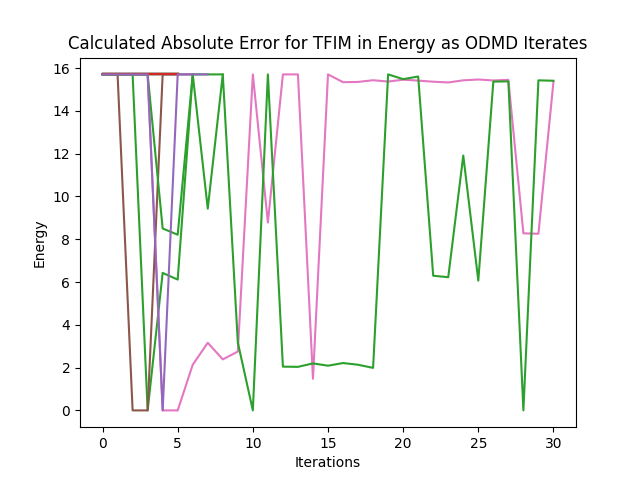 Calculated Absolute Error for TFIM in Energy as ODMD Iterates
16
14
12
10
8
6
4
2
0
Energy
0 5 10 15 20 25 30
Iterations